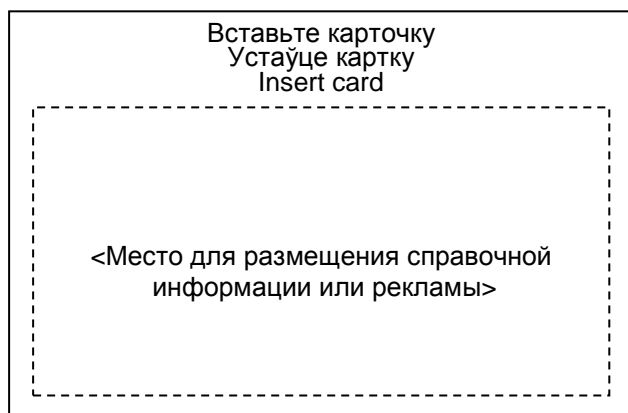 Вставьте карточку
Устаўце картку
Insert card
<Место для размещения справочной
информации или рекламы>